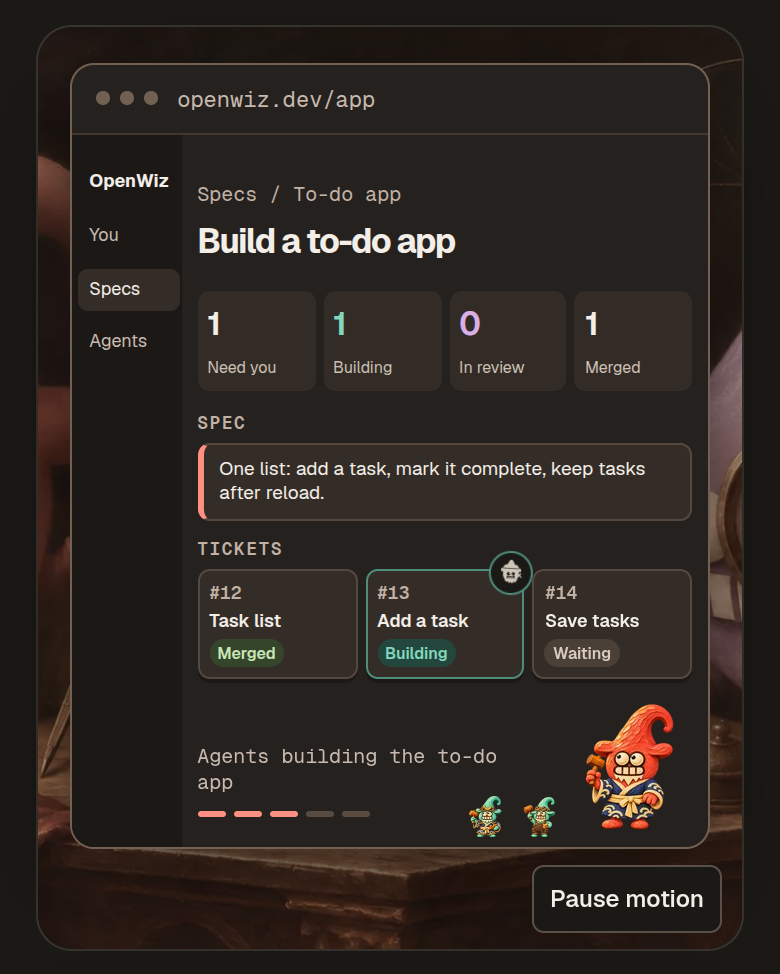 openwiz.dev/app
OpenWiz
You
Specs
Agents
Specs / To-do app
Build a to-do app
1
Need you
1
Building
0
In review
1
Merged
SPEC
One list: add a task, mark it complete, keep tasks
after reload.
TICKETS
#12
Task list
Merged
#13
Add a task
Building
#14
Save tasks
Waiting
Agents building the to-do
app
Pause motion